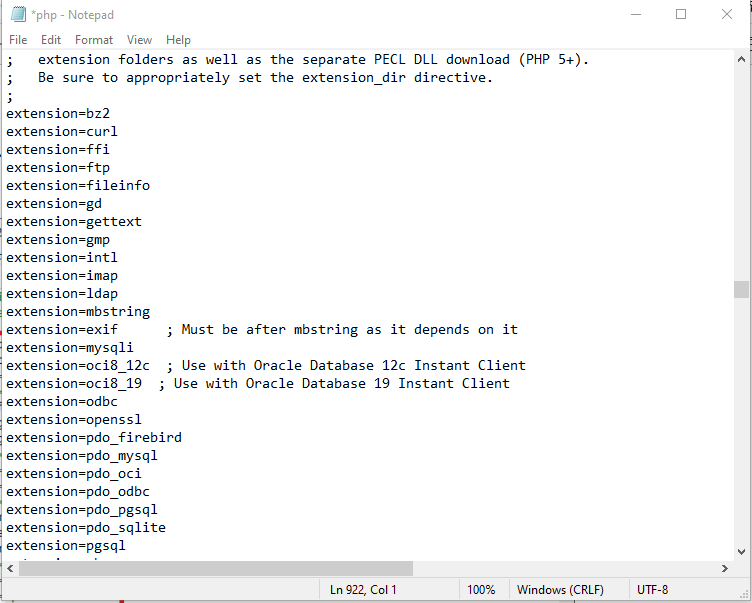 *php - Notepad
File Edit Format View Help
;   extension folders as well as the separate PECL DLL download (PHP 5+).
;   Be sure to appropriately set the extension_dir directive.
;
extension=bz2
extension=curl
extension=ffi
extension=ftp
extension=fileinfo
extension=gd
extension=gettext
extension=gmp
extension=intl
extension=imap
extension=ldap
extension=mbstring
extension=exif      ; Must be after mbstring as it depends on it
extension=mysqli
extension=oci8_12c  ; Use with Oracle Database 12c Instant Client
extension=oci8_19  ; Use with Oracle Database 19 Instant Client
extension=odbc
extension=openssl
extension=pdo_firebird
extension=pdo_mysql
extension=pdo_oci
extension=pdo_odbc
extension=pdo_pgsql
extension=pdo_sqlite
extension=pgsql
Ln 922, Col 1 100% Windows (CRLF) UTF-8